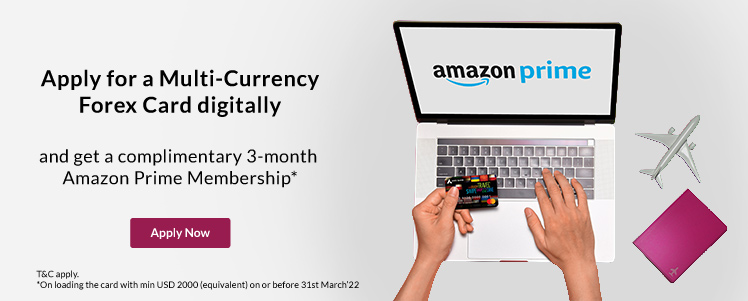 Apply for a Multi-Currency
Forex Card digitally
and get a complimentary 3-month
Amazon Prime Membership*
Apply Now
T&C apply.
*On loading the card with min USD 2000 (equivalent) on or before 31st March'22
amazon prime